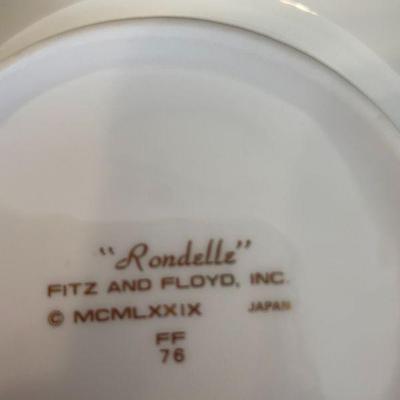 "Rondelle"
FITZ AND FLOYD, INC.
© MCMLXXIX JAPAN
FF
76